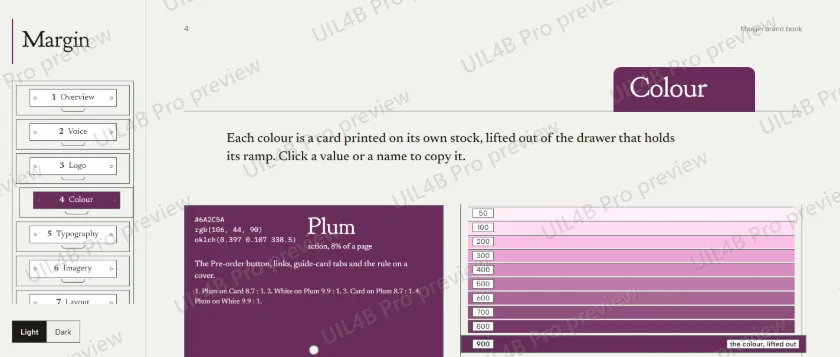 Margin
1 Overview
2 Voice
3 Logo
4 Colour
5 Typography
6 Imagery
7 Layout
Light
Dark
4
Margin brand book
Colour
Each colour is a card printed on its own stock, lifted out of the drawer that holds
its ramp. Click a value or a name to copy it.
#6A2C5A
rgb(106, 44, 90)
oklch(0.397 0.107 338.5)
Plum
action, 8% of a page
The Pre-order button, links, guide-card tabs and the rule on a
cover.
1. Plum on Card 8.7 : 1. 2. White on Plum 9.9 : 1. 3. Card on Plum 8.7 : 1. 4.
Plum on White 9.9 : 1.
50
100
200
300
400
500
600
700
800
900
the colour, lifted out
UIL4B Pro preview